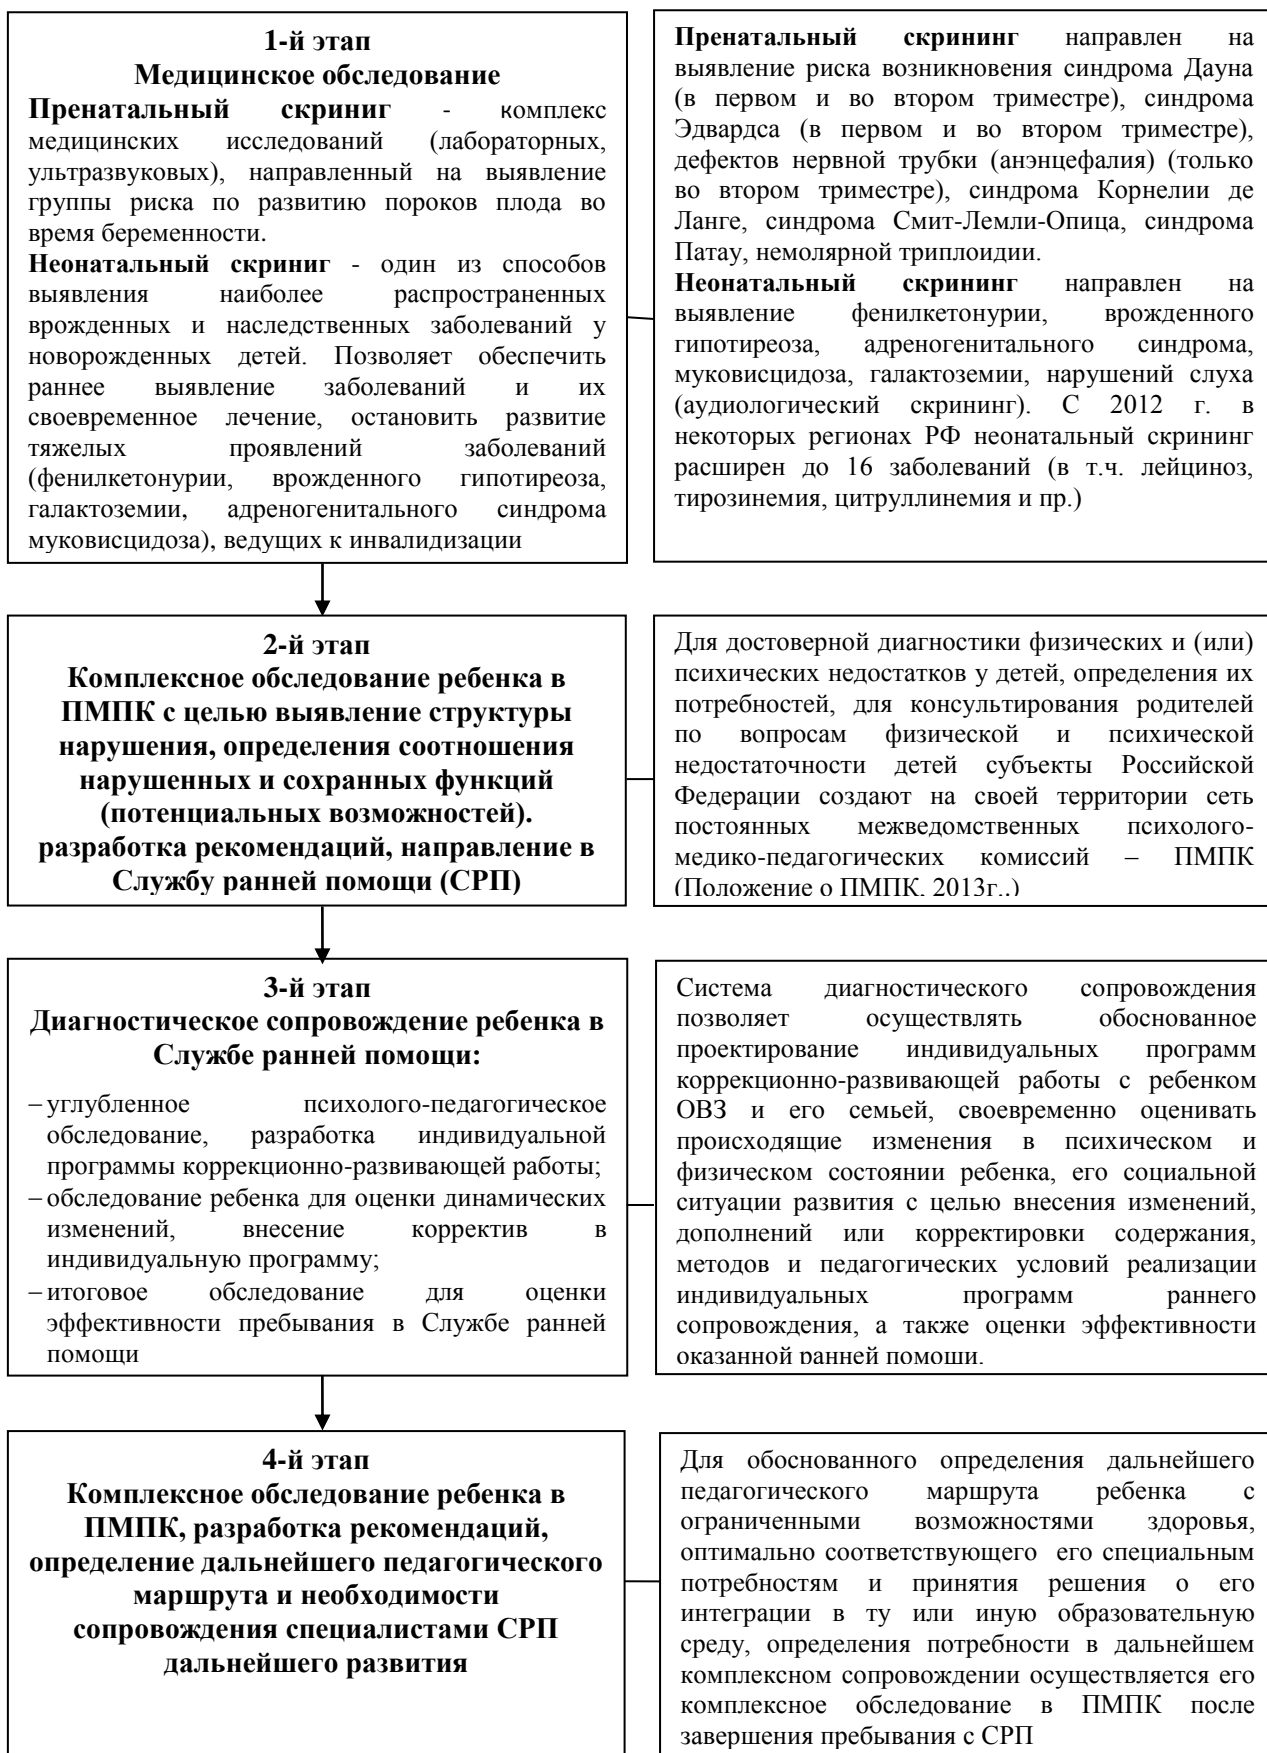 1-й этап
Медицинское обследование
Пренатальный скриниг - комплекс
медицинских исследований (лабораторных,
ультразвуковых), направленный на выявление
группы риска по развитию пороков плода во
время беременности.
Неонатальный скриниг - один из способов
выявления наиболее распространенных
врожденных и наследственных заболеваний у
новорожденных детей. Позволяет обеспечить
раннее выявление заболеваний и их
своевременное лечение, остановить развитие
тяжелых проявлений заболеваний
(фенилкетонурии, врожденного гипотиреоза,
галактоземии, адреногенитального синдрома
муковисцидоза), ведущих к инвалидизации
Пренатальный скрининг направлен на
выявление риска возникновения синдрома Дауна
(в первом и во втором триместре), синдрома
Эдвардса (в первом и во втором триместре),
дефектов нервной трубки (анэнцефалия) (только
во втором триместре), синдрома Корнелии де
Ланге, синдрома Смит-Лемли-Опица, синдрома
Патау, немолярной триплоидии.
Неонатальный скрининг направлен на
выявление фенилкетонурии, врожденного
гипотиреоза, адреногенитального синдрома,
муковисцидоза, галактоземии, нарушений слуха
(аудиологический скрининг). С 2012 г. в
некоторых регионах РФ неонатальный скрининг
расширен до 16 заболеваний (в т.ч. лейциноз,
тирозинемия, цитруллинемия и пр.)
2-й этап
Комплексное обследование ребенка в
ПМПК с целью выявление структуры
нарушения, определения соотношения
нарушенных и сохранных функций
(потенциальных возможностей).
разработка рекомендаций, направление в
Службу ранней помощи (СРП)
Для достоверной диагностики физических и (или)
психических недостатков у детей, определения их
потребностей, для консультирования родителей
по вопросам физической и психической
недостаточности детей субъекты Российской
Федерации создают на своей территории сеть
постоянных межведомственных психолого-
медико-педагогических комиссий – ПМПК
(Положение о ПМПК, 2013г..)
3-й этап
Диагностическое сопровождение ребенка в
Службе ранней помощи:
– углубленное психолого-педагогическое
обследование, разработка индивидуальной
программы коррекционно-развивающей работы;
– обследование ребенка для оценки динамических
изменений, внесение корректив в
индивидуальную программу;
– итоговое обследование для оценки
эффективности пребывания в Службе ранней
помощи
Система диагностического сопровождения
позволяет осуществлять обоснованное
проектирование индивидуальных программ
коррекционно-развивающей работы с ребенком
ОВЗ и его семьей, своевременно оценивать
происходящие изменения в психическом и
физическом состоянии ребенка, его социальной
ситуации развития с целью внесения изменений,
дополнений или корректировки содержания,
методов и педагогических условий реализации
индивидуальных программ раннего
сопровождения, а также оценки эффективности
оказанной ранней помощи.
4-й этап
Комплексное обследование ребенка в
ПМПК, разработка рекомендаций,
определение дальнейшего педагогического
маршрута и необходимости
сопровождения специалистами СРП
дальнейшего развития
Для обоснованного определения дальнейшего
педагогического маршрута ребенка с
ограниченными возможностями здоровья,
оптимально соответствующего его специальным
потребностям и принятия решения о его
интеграции в ту или иную образовательную
среду, определения потребности в дальнейшем
комплексном сопровождении осуществляется его
комплексное обследование в ПМПК после
завершения пребывания с СРП